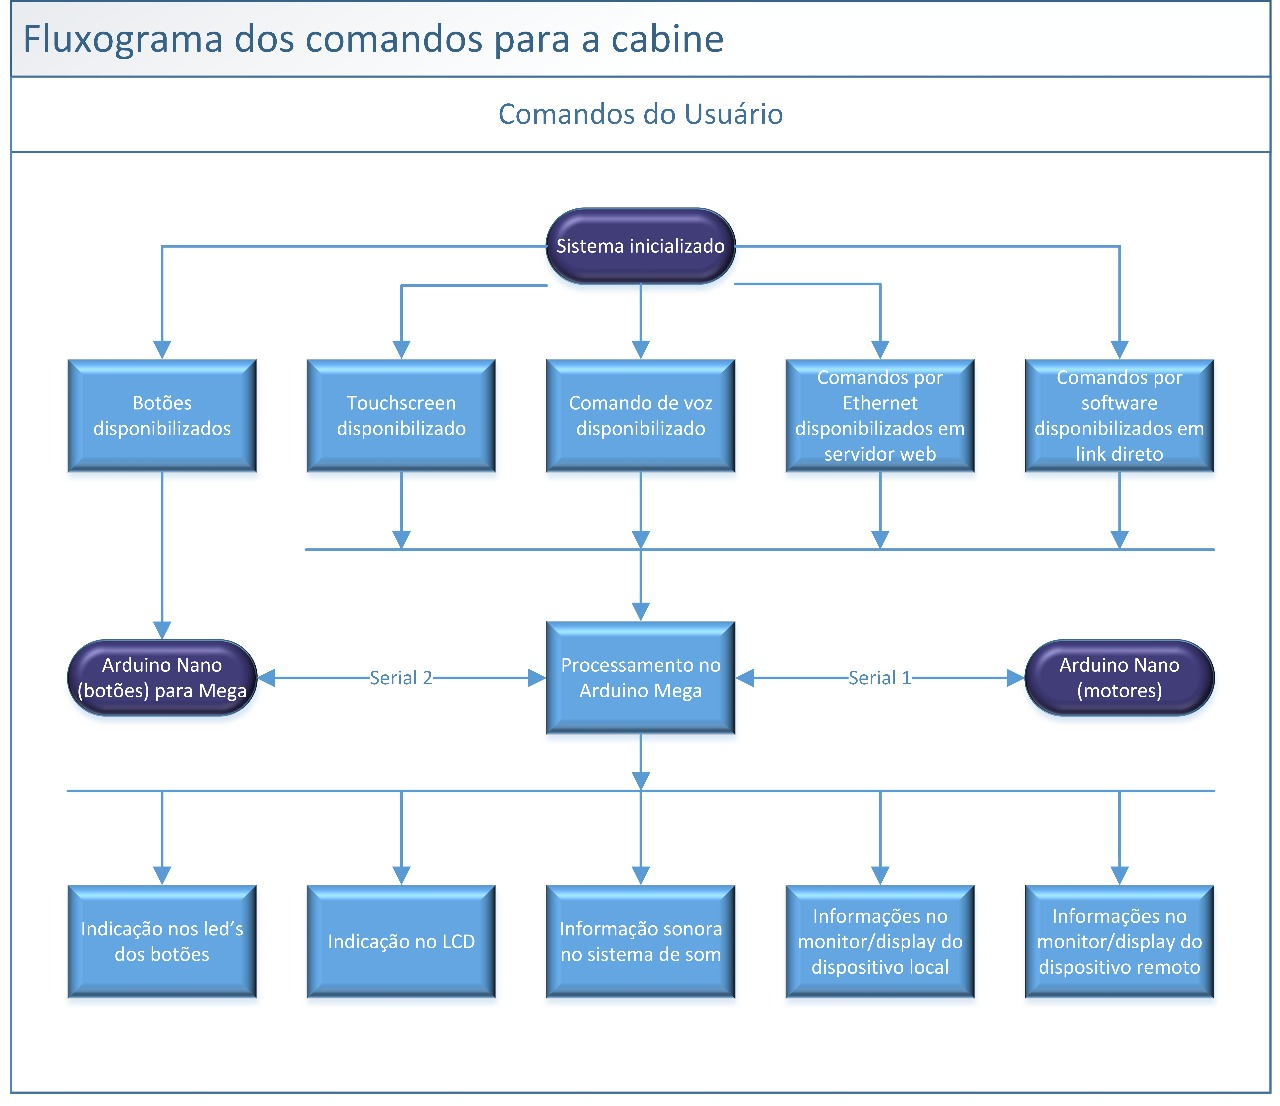 Fluxograma dos comandos para a cabine
Comandos do Usuário
Sistema inicializado
Botões
disponibilizados
Touchscreen
disponibilizado
Comando de voz
disponibilizado
Comandos por
Ethernet
disponibilizados em
servidor web
Comandos por
software
disponibilizados em
link direto
Arduino Nano
(botões) para Mega
Serial 2
Processamento no
Arduino Mega
Serial 1
Arduino Nano
(motores)
Indicação nos led’s
dos botões
Indicação no LCD
Informação sonora
no sistema de som
Informações no
monitor/display do
dispositivo local
Informações no
monitor/display do
dispositivo remoto